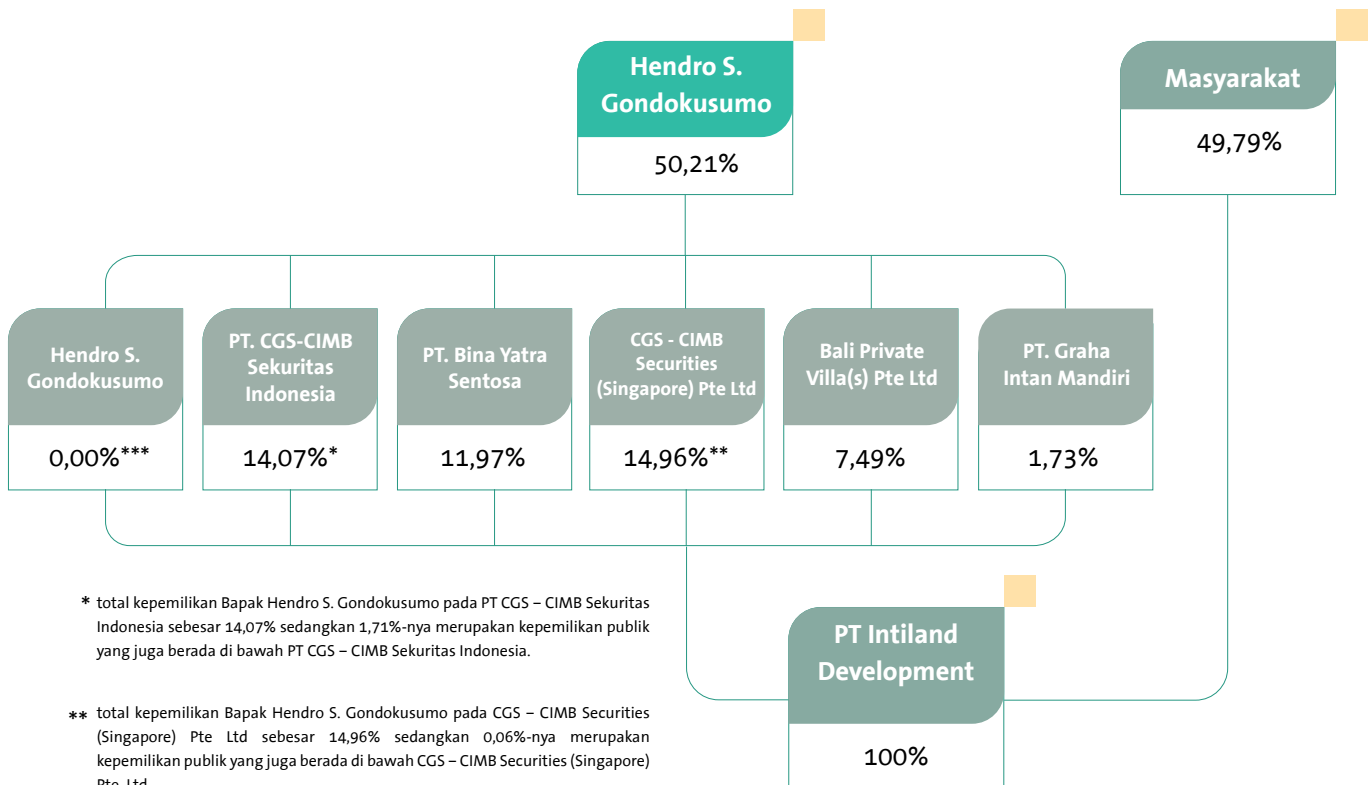 Hendro S.
Gondokusumo
50,21%
Masyarakat
49,79%
Hendro S.
Gondokusumo
0,00%***
PT. CGS-CIMB
Sekuritas
Indonesia
14,07%*
PT. Bina Yatra
Sentosa
11,97%
CGS - CIMB
Securities
(Singapore) Pte Ltd
14,96%**
Bali Private
Villa(s) Pte Ltd
7,49%
PT. Graha
Intan Mandiri
1,73%
* total kepemilikan Bapak Hendro S. Gondokusumo pada PT CGS – CIMB Sekuritas
Indonesia sebesar 14,07% sedangkan 1,71%-nya merupakan kepemilikan publik
yang juga berada di bawah PT CGS – CIMB Sekuritas Indonesia.
** total kepemilikan Bapak Hendro S. Gondokusumo pada CGS – CIMB Securities
(Singapore) Pte Ltd sebesar 14,96% sedangkan 0,06%-nya merupakan
kepemilikan publik yang juga berada di bawah CGS – CIMB Securities (Singapore)
Pte. Ltd
PT Intiland
Development
100%